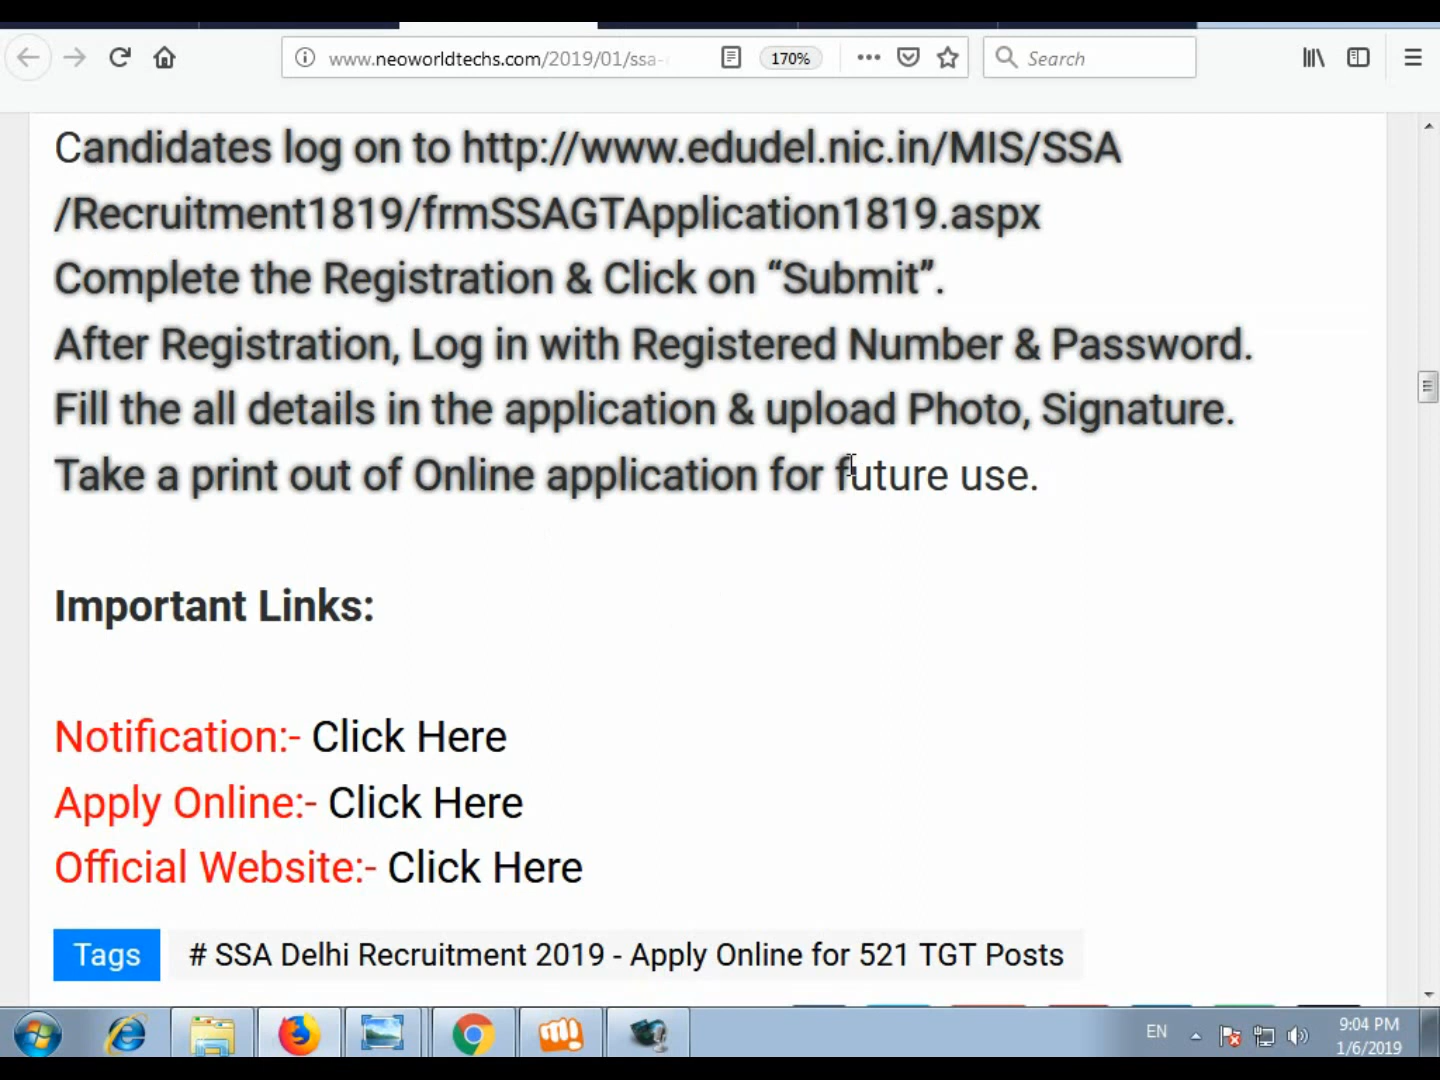 www.neoworldtechs.com/2019/01/ssa-
170%
Search
Candidates log on to http://www.edudel.nic.in/MIS/SSA
/Recruitment1819/frmSSAGTApplication1819.aspx
Complete the Registration & Click on “Submit”.
After Registration, Log in with Registered Number & Password.
Fill the all details in the application & upload Photo, Signature.
Take a print out of Online application for future use.
Important Links:
Notification:- Click Here
Apply Online:- Click Here
Official Website:- Click Here
Tags # SSA Delhi Recruitment 2019 - Apply Online for 521 TGT Posts
EN
9:04 PM
1/6/2019